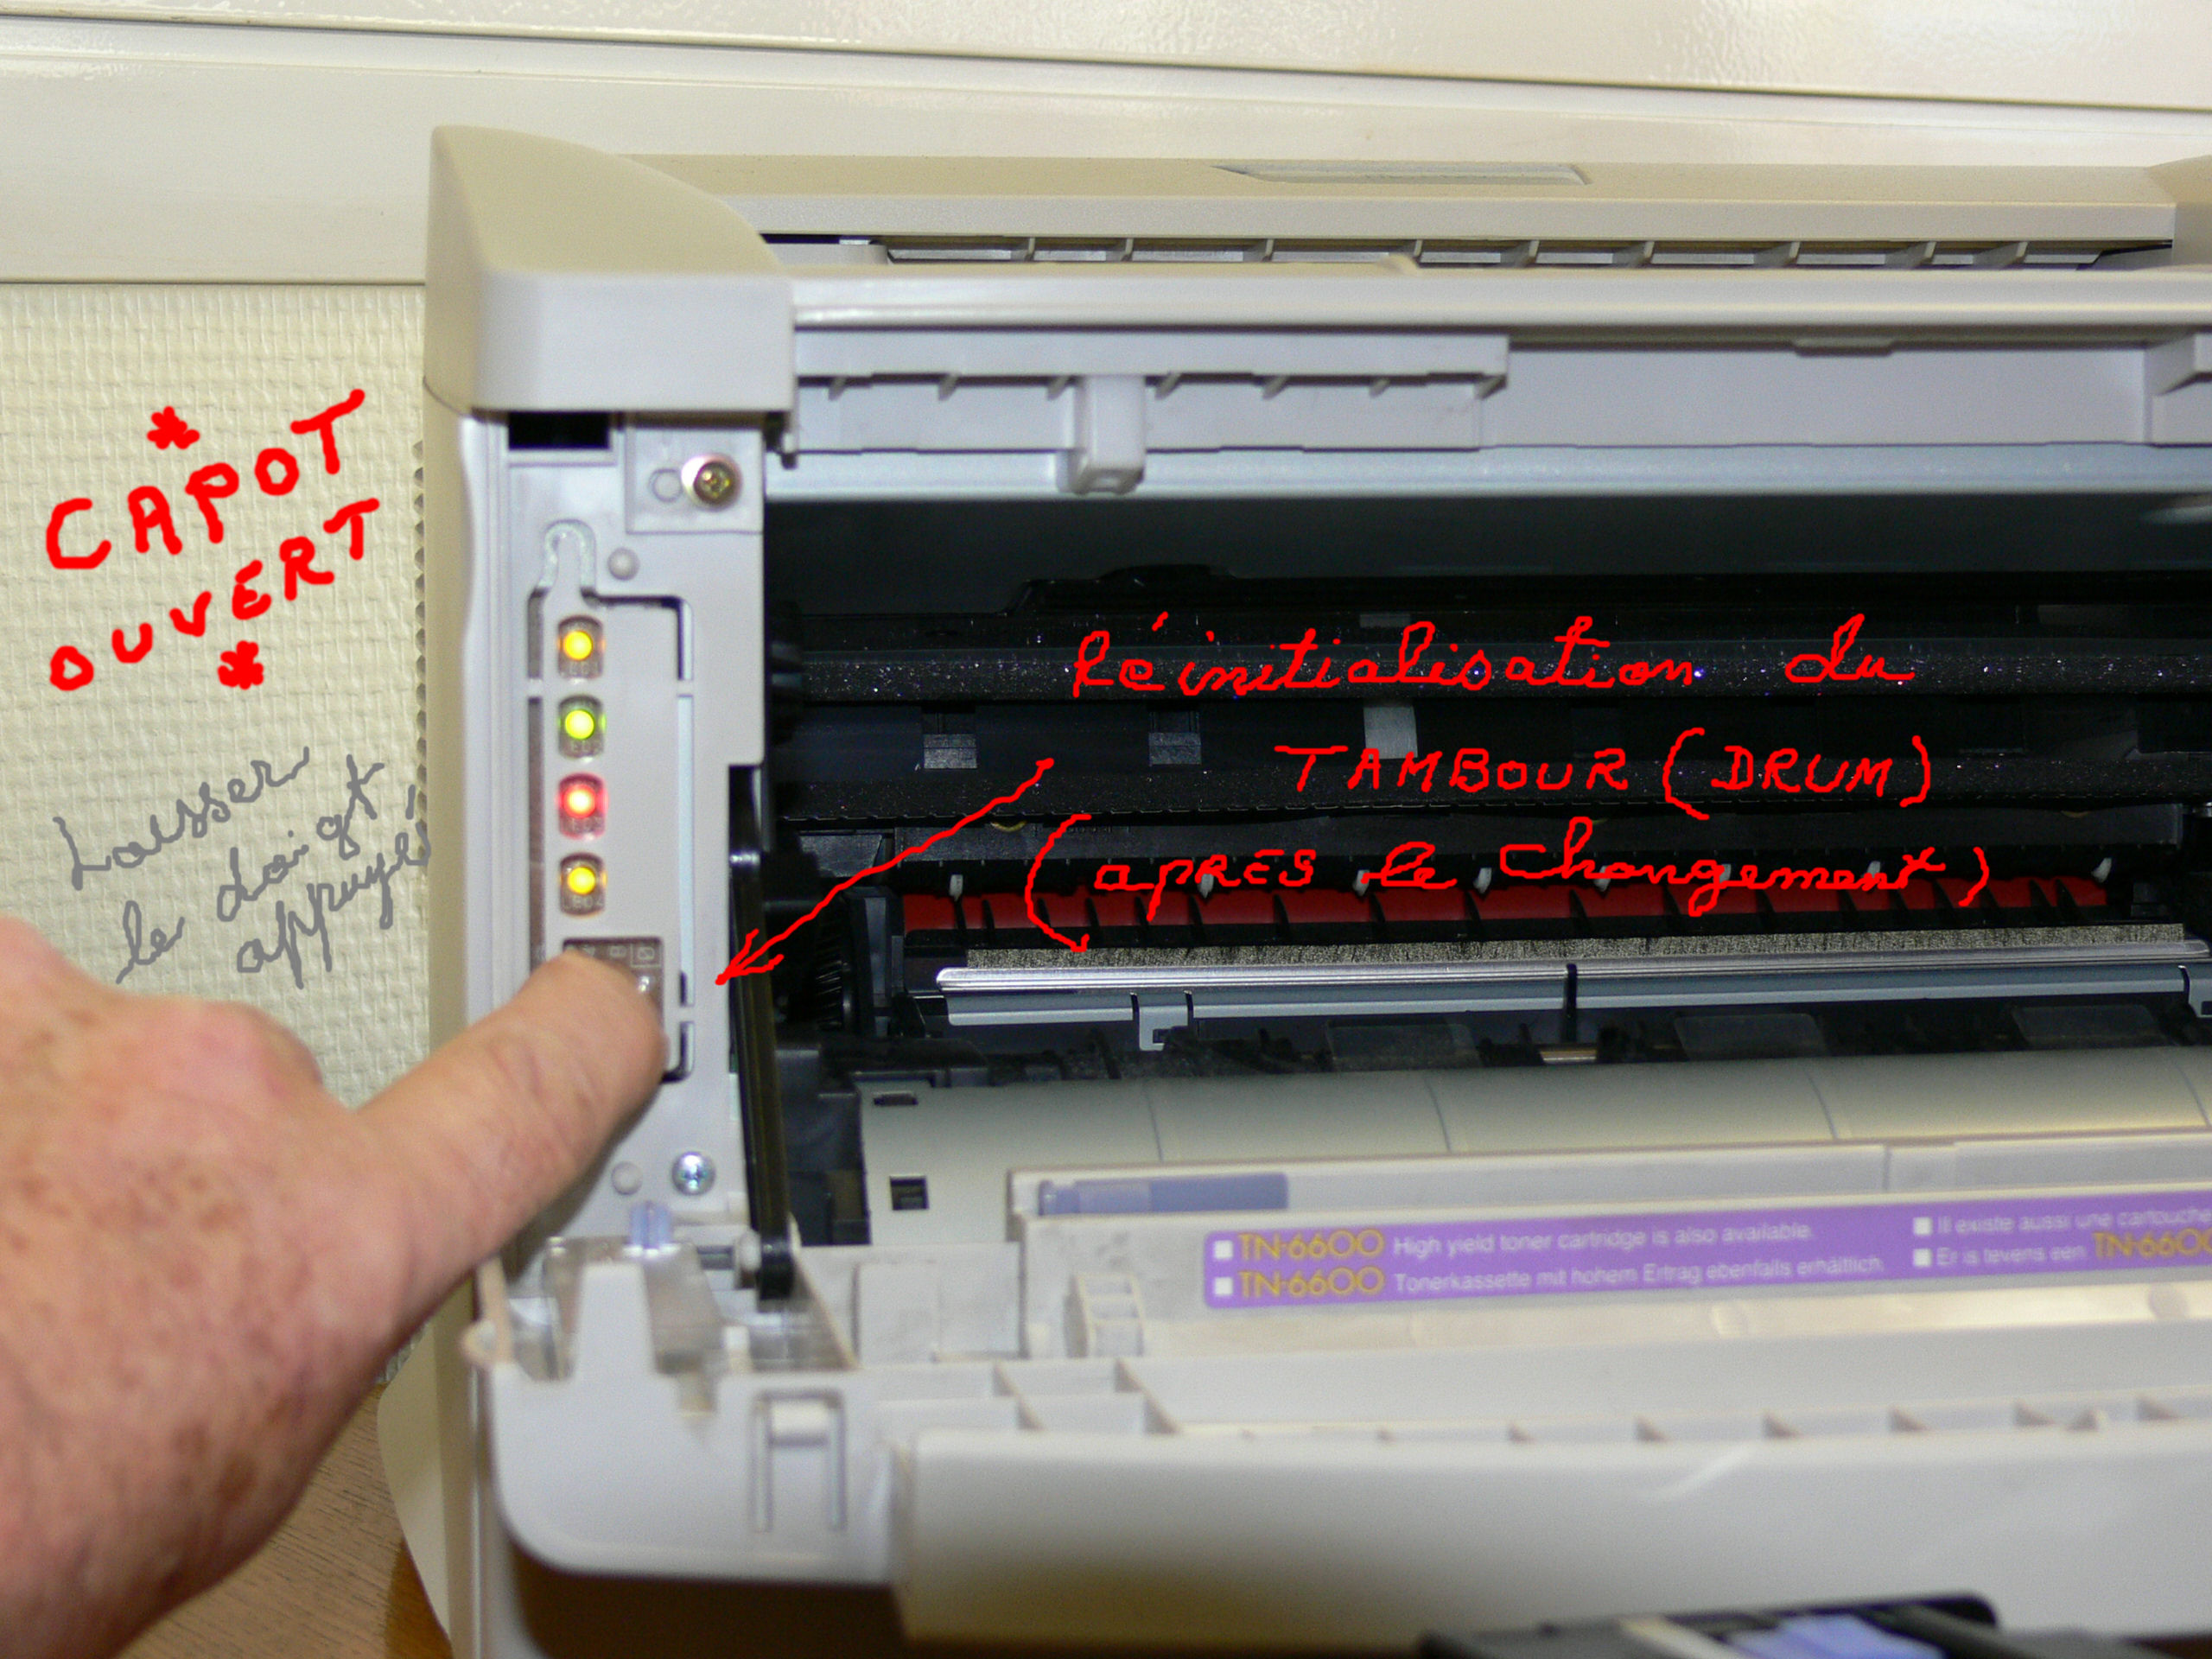 *
CAPOT
OUVERT
*
Laisser
le doigt
appuyé!
Réinitialisation du
TAMBOUR (DRUM)
(APRES le changement)
TN-6600 High yield toner cartridge is also available.
TN-6600 Tonerkassette mit hohem Ertrag ebenfalls erhältlich.
Il existe aussi une cartouche
Er is tevens een TN-6600